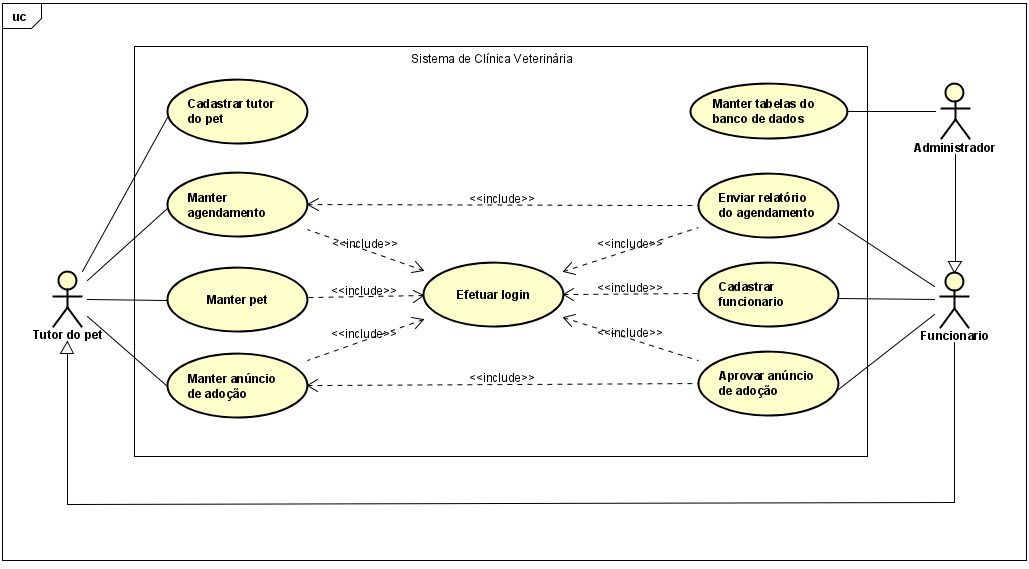 uc
Sistema de Clínica Veterinária
Cadastrar tutor
do pet
Manter tabelas do
banco de dados
Administrador
Manter
agendamento
<<include>>
Enviar relatório
do agendamento
<<include>>
<<include>>
Tutor do pet
Manter pet
<<include>>
Efetuar login
<<include>>
Cadastrar
funcionario
Funcionario
<<include>>
<<include>>
Manter anúncio
de adoção
<<include>>
Aprovar anúncio
de adoção